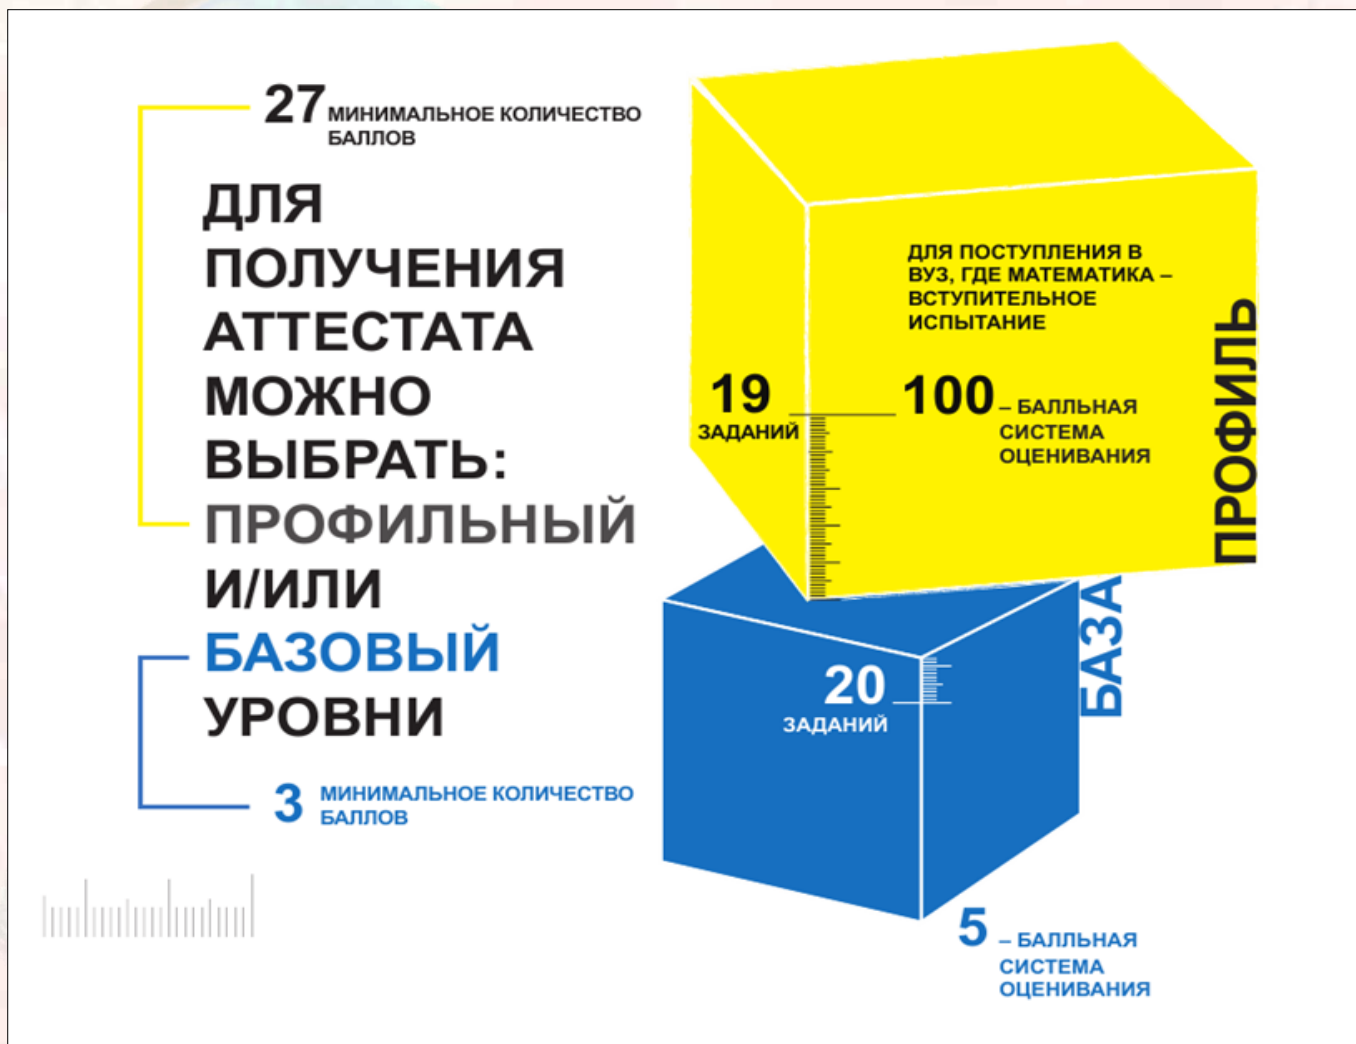 27 МИНИМАЛЬНОЕ КОЛИЧЕСТВО
БАЛЛОВ
ДЛЯ
ПОЛУЧЕНИЯ
АТТЕСТАТА
МОЖНО
ВЫБРАТЬ:
ПРОФИЛЬНЫЙ
И/ИЛИ
БАЗОВЫЙ
УРОВНИ
3 МИНИМАЛЬНОЕ КОЛИЧЕСТВО
БАЛЛОВ
ДЛЯ ПОСТУПЛЕНИЯ В
ВУЗ, ГДЕ МАТЕМАТИКА –
ВСТУПИТЕЛЬНОЕ
ИСПЫТАНИЕ
19
ЗАДАНИЙ
100 – БАЛЛЬНАЯ
СИСТЕМА
ОЦЕНИВАНИЯ
ПРОФИЛЬ
20
ЗАДАНИЙ
БАЗА
5 – БАЛЛЬНАЯ
СИСТЕМА
ОЦЕНИВАНИЯ